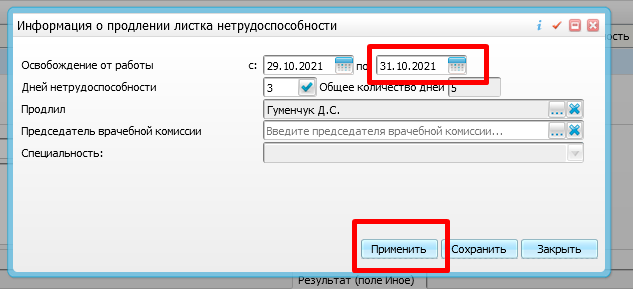 Информация о продлении листка нетрудоспособности
ность
Освобождение от работы с: 29.10.2021 по 31.10.2021
Дней нетрудоспособности 3 Общее количество дней 5
Продлил Гуменчук Д.С. ...
Председатель врачебной комиссии Введите председателя врачебной комиссии... ...
Специальность:
Применить Сохранить Закрыть
Результат (поле Иное)